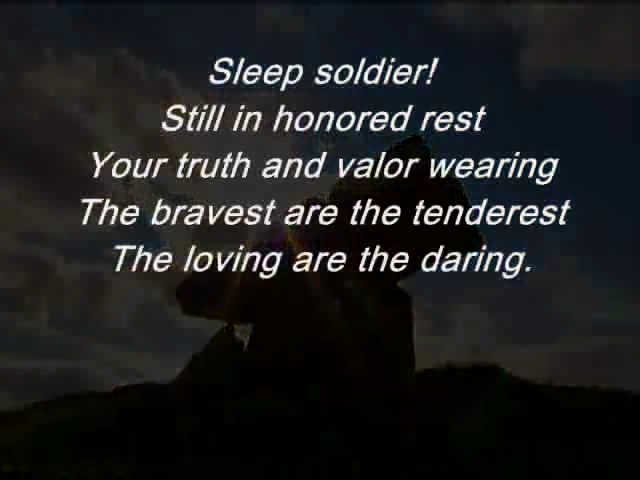 Sleep soldier!
Still in honored rest
Your truth and valor wearing
The bravest are the tenderest
The loving are the daring.